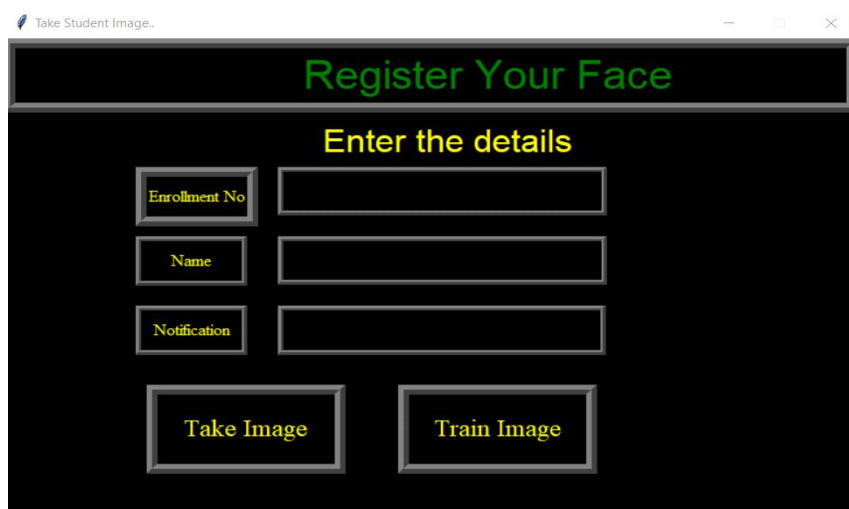 Take Student Image..
Register Your Face
Enter the details
Enrollment No
Name
Notification
Take Image
Train Image